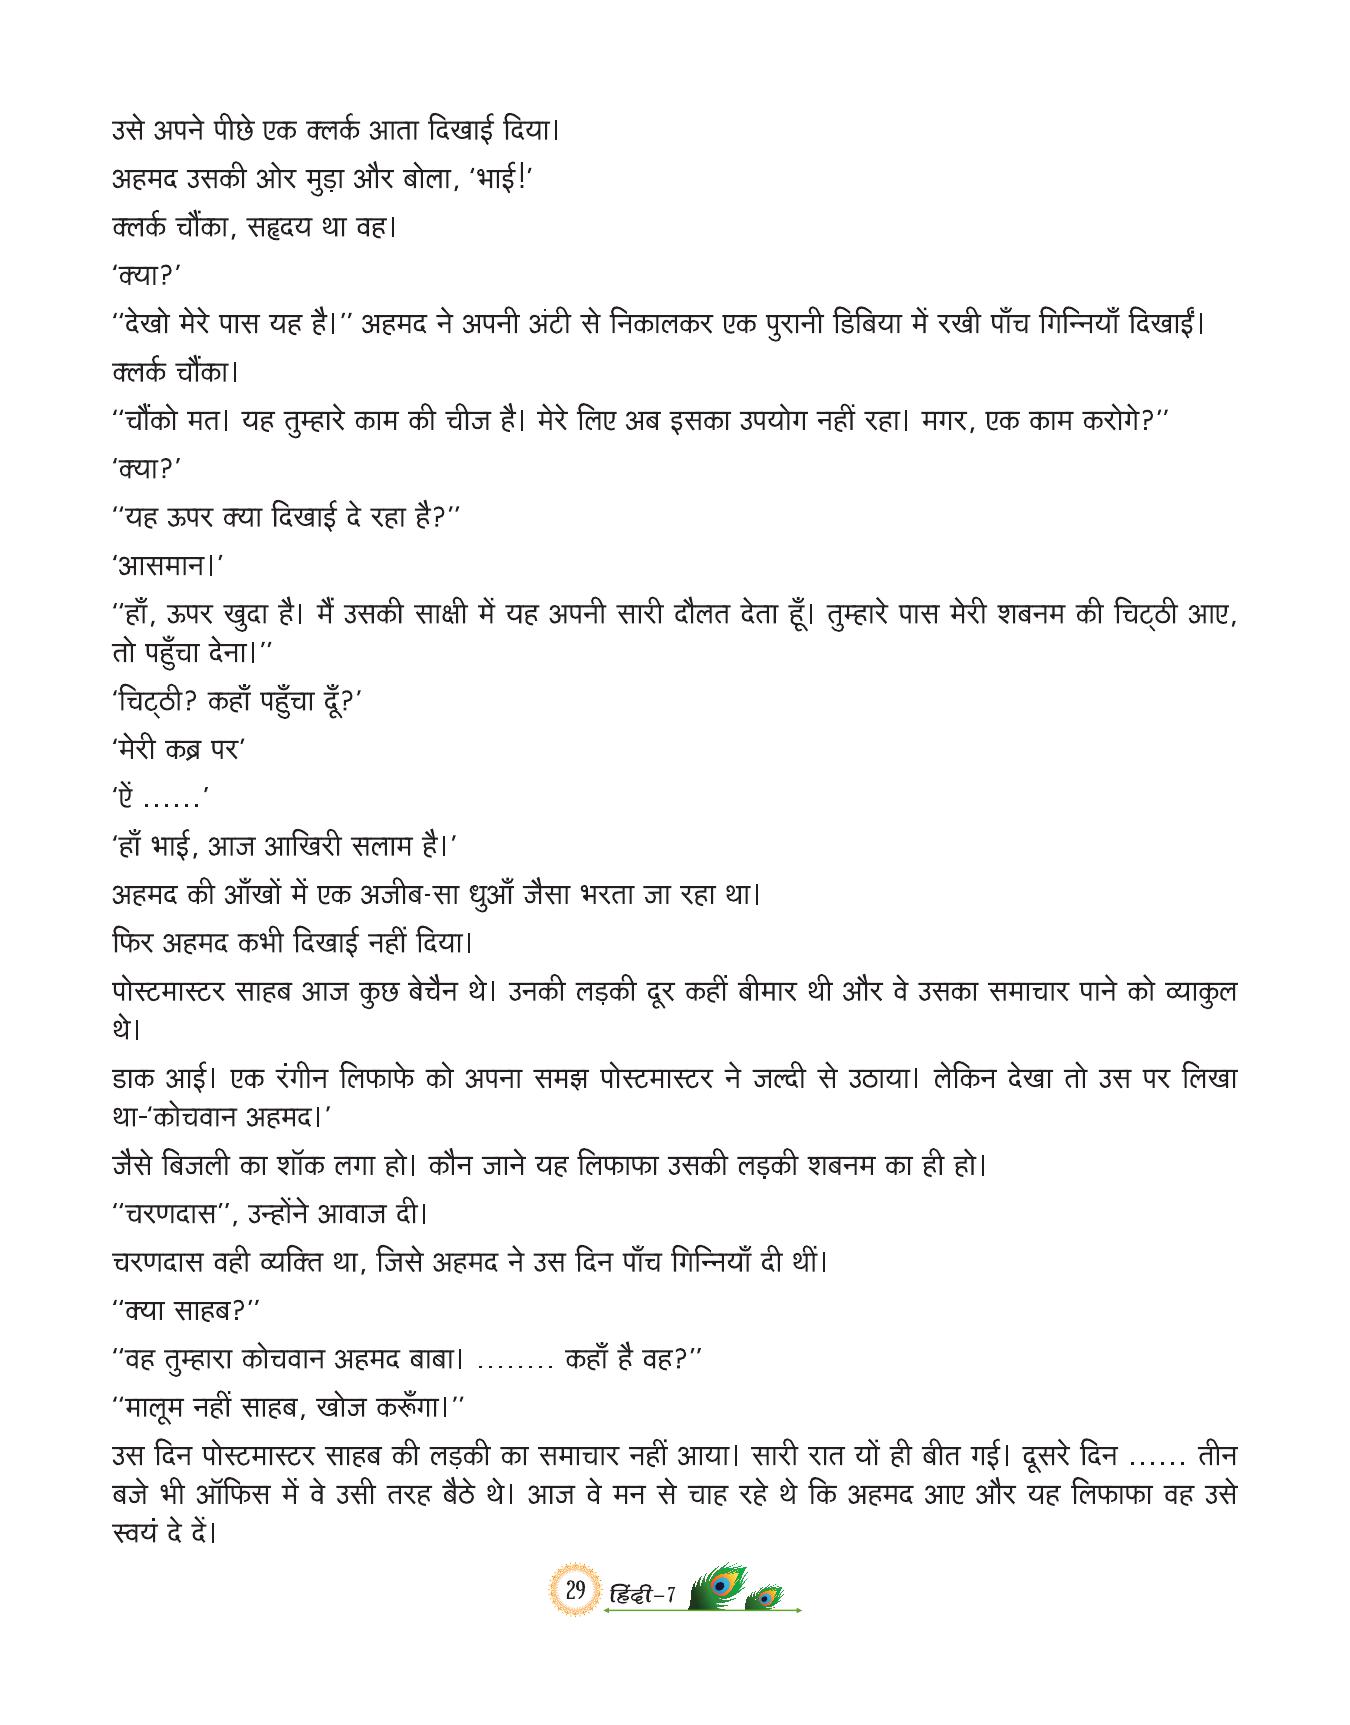 उसे अपने पीछे एक क्लर्क आता दिखाई दिया।
अहमद उसकी ओर मुड़ा और बोला, ‘भाई!’
क्लर्क चौंका, सहृदय था वह।
‘क्या?’
‘‘देखो मेरे पास यह है।’’ अहमद ने अपनी अंटी से निकालकर एक पुरानी डिबिया में रखी पाँच गिन्नियाँ दिखाईं।
क्लर्क चौंका।
‘‘चौंको मत। यह तुम्हारे काम की चीज है। मेरे लिए अब इसका उपयोग नहीं रहा। मगर, एक काम करोगे?’’
‘क्या?’
‘‘यह ऊपर क्या दिखाई दे रहा है?’’
‘आसमान।’
‘‘हाँ, ऊपर खुदा है। मैं उसकी साक्षी में यह अपनी सारी दौलत देता हूँ। तुम्हारे पास मेरी शबनम की चिट्ठी आए,
तो पहुँचा देना।’’
‘चिट्ठी? कहाँ पहुँचा दूँ?’
‘मेरी कब्र पर’
‘ऐं ......’
‘हाँ भाई, आज आखिरी सलाम है।’
अहमद की आँखों में एक अजीब-सा धुआँ जैसा भरता जा रहा था।
फिर अहमद कभी दिखाई नहीं दिया।
पोस्टमास्टर साहब आज कुछ बेचैन थे। उनकी लड़की दूर कहीं बीमार थी और वे उसका समाचार पाने को व्याकुल
थे।
डाक आई। एक रंगीन लिफाफे को अपना समझ पोस्टमास्टर ने जल्दी से उठाया। लेकिन देखा तो उस पर लिखा
था-‘कोचवान अहमद।’
जैसे बिजली का शॉक लगा हो। कौन जाने यह लिफाफा उसकी लड़की शबनम का ही हो।
‘‘चरणदास’’, उन्होंने आवाज दी।
चरणदास वही व्यक्ति था, जिसे अहमद ने उस दिन पाँच गिन्नियाँ दी थीं।
‘‘क्या साहब?’’
‘‘वह तुम्हारा कोचवान अहमद बाबा। ........ कहाँ है वह?’’
‘‘मालूम नहीं साहब, खोज करूँगा।’’
उस दिन पोस्टमास्टर साहब की लड़की का समाचार नहीं आया। सारी रात यों ही बीत गई। दूसरे दिन ...... तीन
बजे भी ऑफिस में वे उसी तरह बैठे थे। आज वे मन से चाह रहे थे कि अहमद आए और यह लिफाफा वह उसे
स्वयं दे दें।
29 हिंदी-7